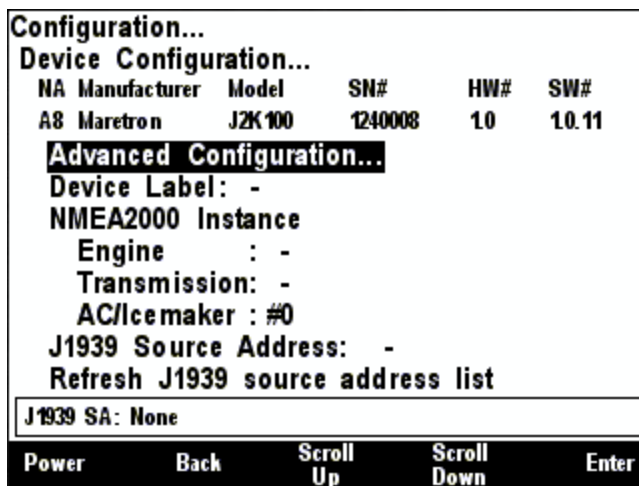 Configuration...
Device Configuration...
NA Manufacturer Model SN# HW# SW#
A8 Maretron J2K100 1240008 1.0 1.0.11
Advanced Configuration...
Device Label: -
NMEA2000 Instance
Engine : -
Transmission: -
AC/Icemaker : #0
J1939 Source Address: -
Refresh J1939 source address list
J1939 SA: None
Power Back Scroll Up Scroll Down Enter